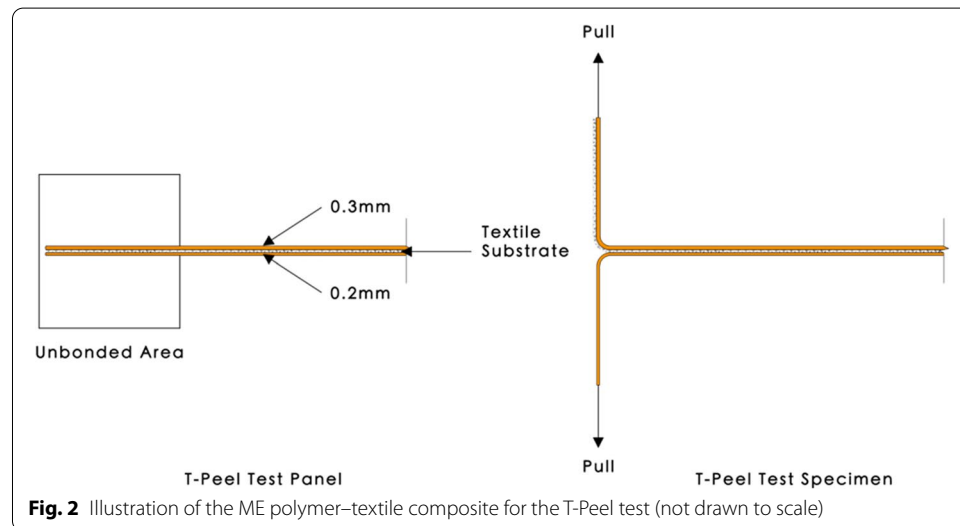 Pull
0.3mm
Textile
Substrate
0.2mm
Unbonded Area
Pull
T-Peel Test Panel
T-Peel Test Specimen
Fig. 2 Illustration of the ME polymer–textile composite for the T-Peel test (not drawn to scale)